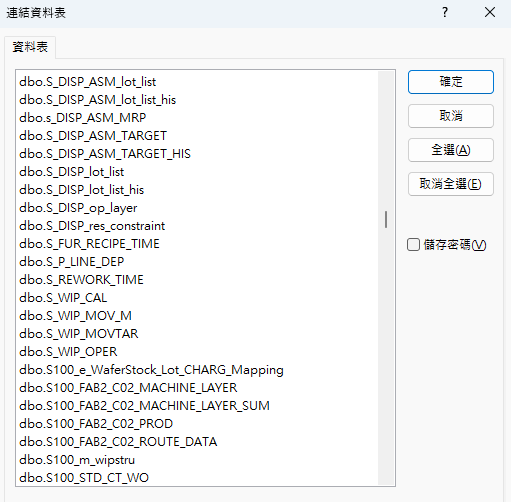 連結資料表
?
資料表
dbo.S_DISP_ASM_lot_list
dbo.S_DISP_ASM_lot_list_his
dbo.s_DISP_ASM_MRP
dbo.S_DISP_ASM_TARGET
dbo.S_DISP_ASM_TARGET_HIS
dbo.S_DISP_lot_list
dbo.S_DISP_lot_list_his
dbo.S_DISP_op_layer
dbo.S_DISP_res_constraint
dbo.S_FUR_RECIPE_TIME
dbo.S_P_LINE_DEP
dbo.S_REWORK_TIME
dbo.S_WIP_CAL
dbo.S_WIP_MOV_M
dbo.S_WIP_MOVTAR
dbo.S_WIP_OPER
dbo.S100_e_WaferStock_Lot_CHARG_Mapping
dbo.S100_FAB2_C02_MACHINE_LAYER
dbo.S100_FAB2_C02_MACHINE_LAYER_SUM
dbo.S100_FAB2_C02_PROD
dbo.S100_FAB2_C02_ROUTE_DATA
dbo.S100_m_wipstru
dbo.S100_STD_CT_WO
確定
取消
全選(A)
取消全選(E)
儲存密碼(V)